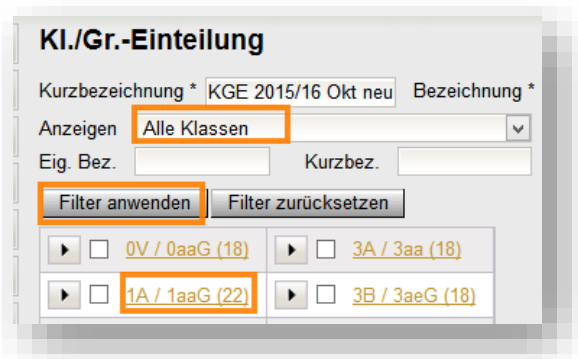 Kl./Gr.-Einteilung
Kurzbezeichnung * KGE 2015/16 Okt neu Bezeichnung *
Anzeigen Alle Klassen
Eig. Bez. Kurzbez.
Filter anwenden Filter zurücksetzen
0V / 0aaG (18) 3A / 3aa (18)
1A / 1aaG (22) 3B / 3aeG (18)